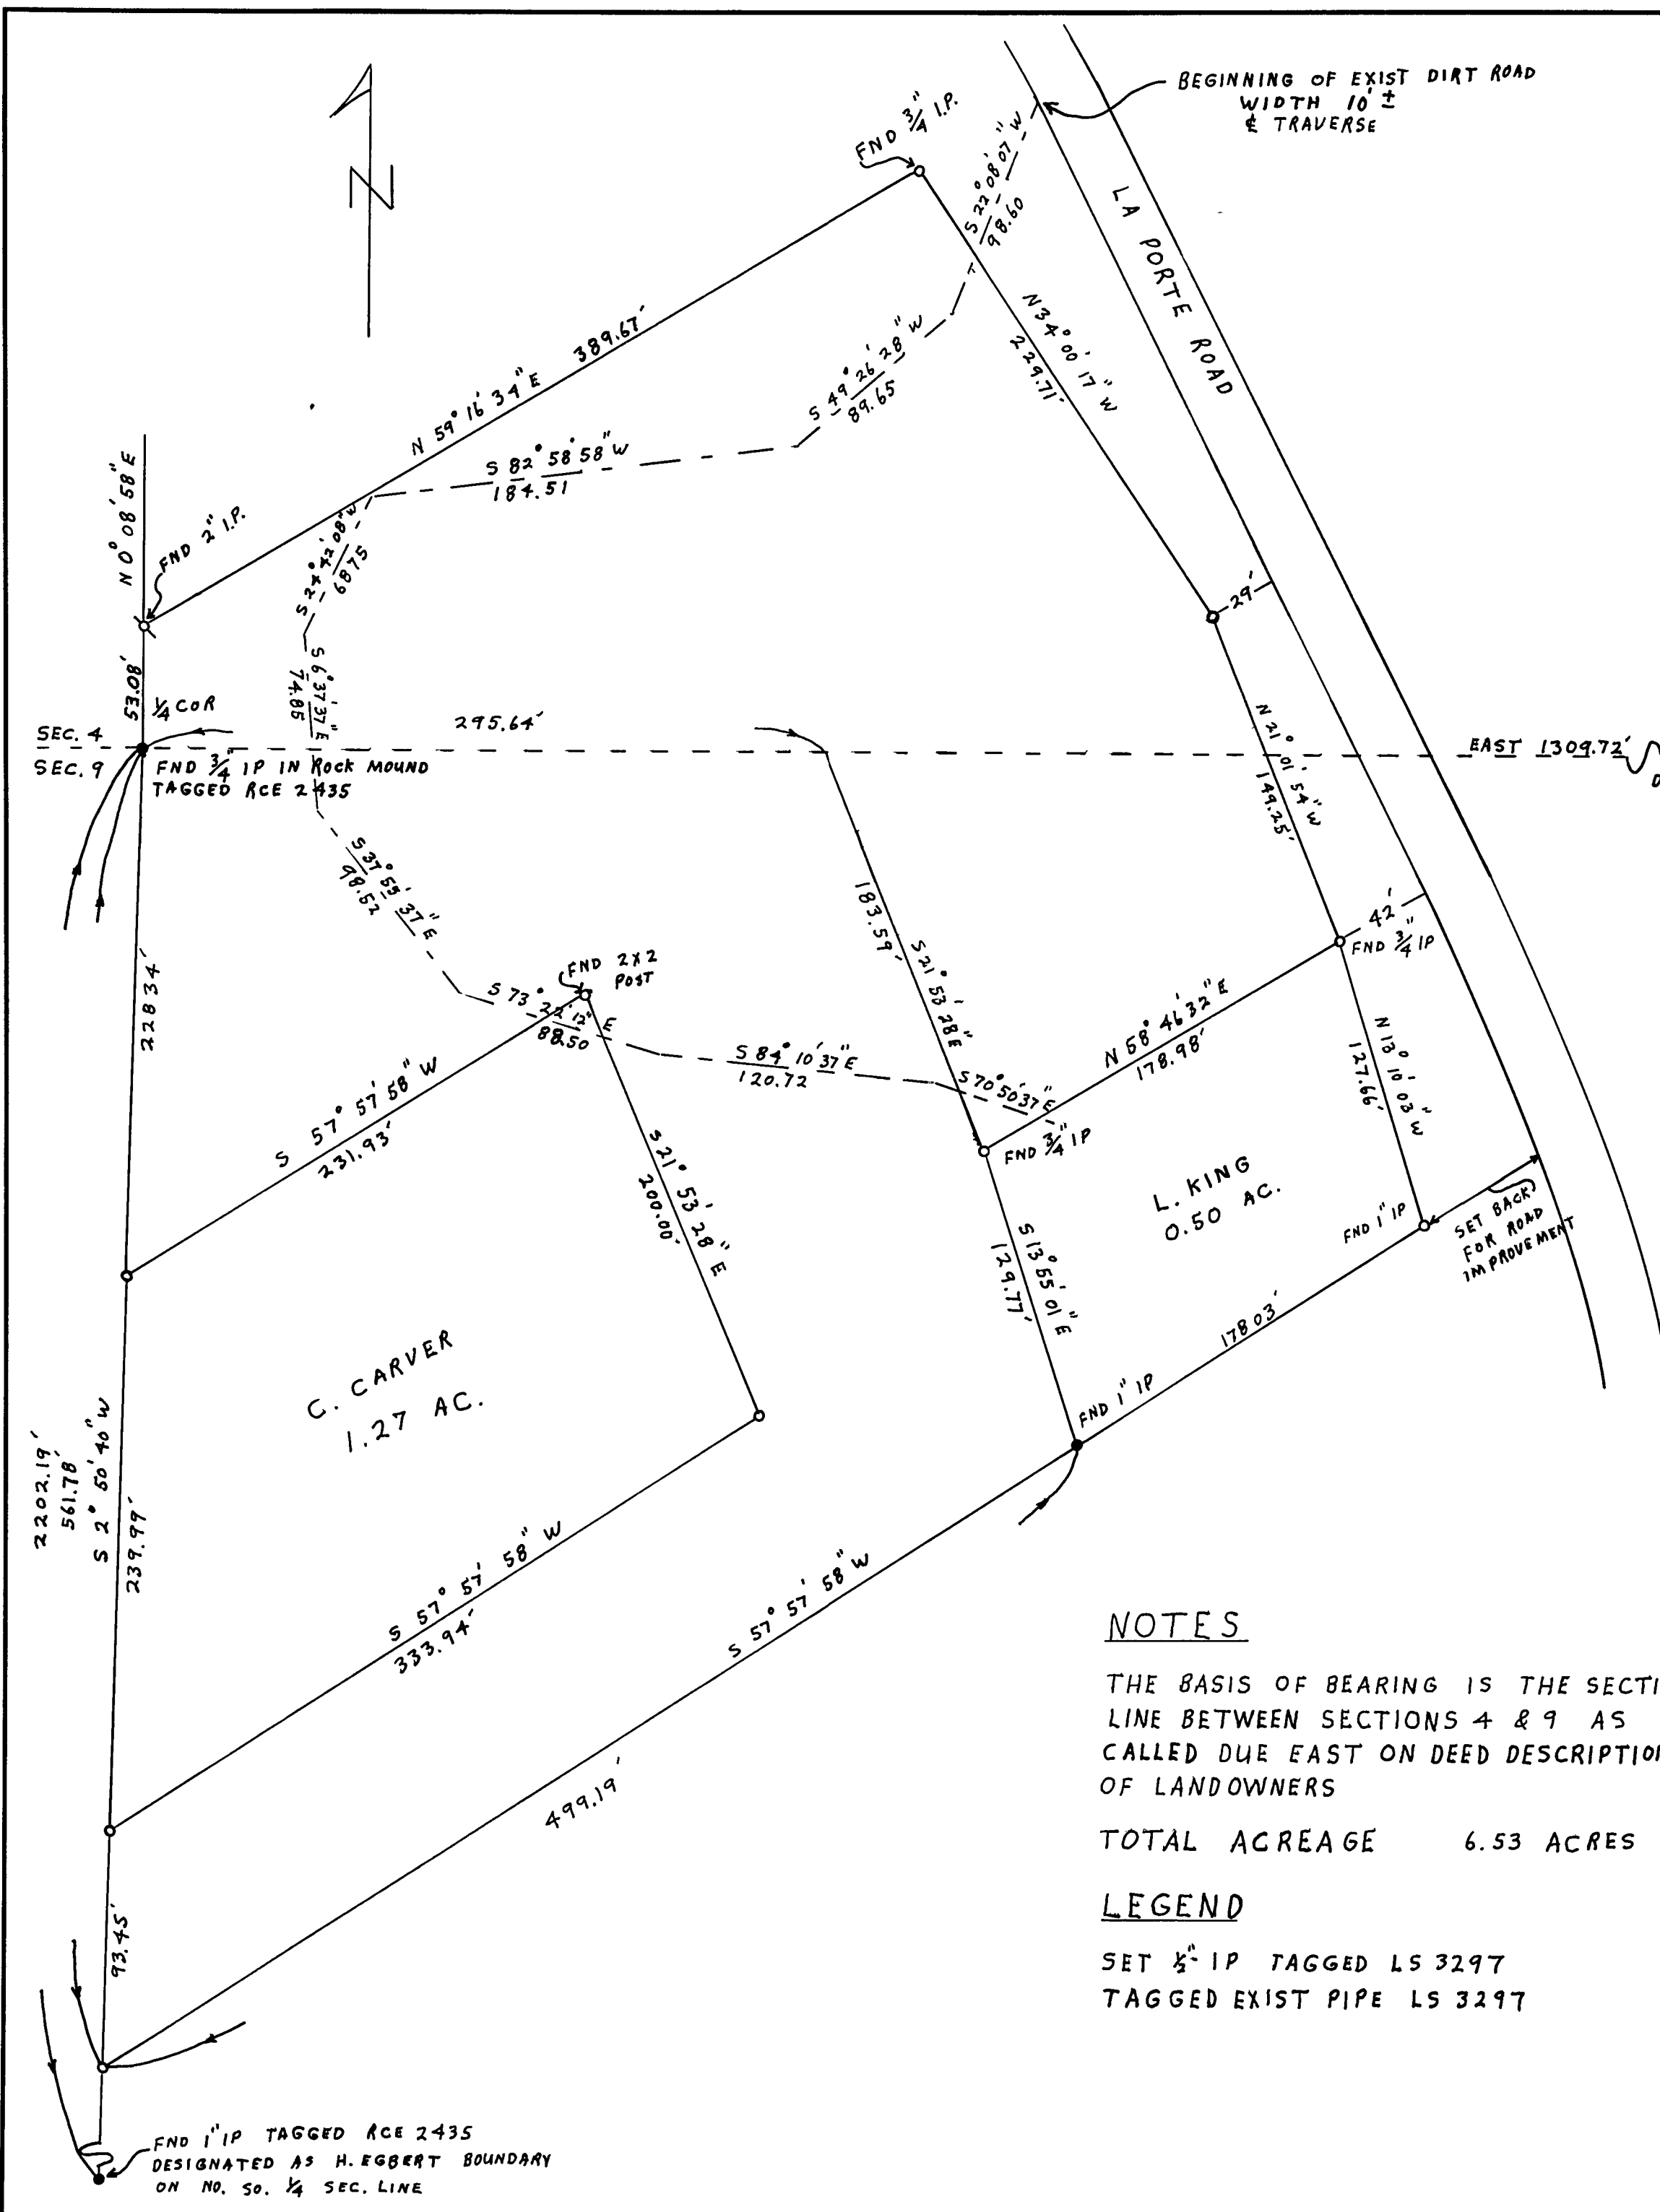 BEGINNING OF EXIST DIRT ROAD
WIDTH 10' ±
℄ TRAVERSE
N
FND 3/4" I.P.
S 22° 08' 07" W
98.60
LA PORTE ROAD
N 34° 00' 17" W
229.71'
389.67'
N 59° 16' 34" E
S 49° 26' 28" W
89.65
S 82° 58' 58" W
184.51
N 0° 08' 58" E
FND 2" I.P.
S 24° 42' 08" W
68.75
29'
53.08'
1/4 COR
S 6° 37' 37" E
74.85
295.64'
N 21° 01' 54" W
149.25'
SEC. 4
SEC. 9
EAST 1309.72'
FND 3/4" IP IN ROCK MOUND
TAGGED RCE 2435
S 37° 55' 37" E
98.52
183.59'
S 21° 53' 28" E
42'
FND 3/4" IP
228.34'
FND 2X2
POST
S 73° 22' 12" E
88.50
S 84° 10' 37" E
120.72
S 70° 50' 37" E
N 58° 46' 32" E
178.98'
N 13° 10' 03" W
127.66'
S 57° 57' 58" W
231.93'
S 21° 53' 28" E
200.00'
FND 3/4" IP
L. KING
0.50 AC.
FND 1" IP
SET BACK
FOR ROAD
IMPROVEMENT
S 13° 55' 01" E
129.77'
178.03'
C. CARVER
1.27 AC.
FND 1" IP
2202.19'
561.78'
S 2° 50' 40" W
239.99'
S 57° 57' 58" W
333.94'
S 57° 57' 58" W
499.19'
93.45'
NOTES
THE BASIS OF BEARING IS THE SECTI
LINE BETWEEN SECTIONS 4 & 9 AS
CALLED DUE EAST ON DEED DESCRIPTION
OF LANDOWNERS
TOTAL ACREAGE 6.53 ACRES
LEGEND
SET 1/2" IP TAGGED LS 3297
TAGGED EXIST PIPE LS 3297
FND 1" IP TAGGED RCE 2435
DESIGNATED AS H. EGBERT BOUNDARY
ON NO. SO. 1/4 SEC. LINE